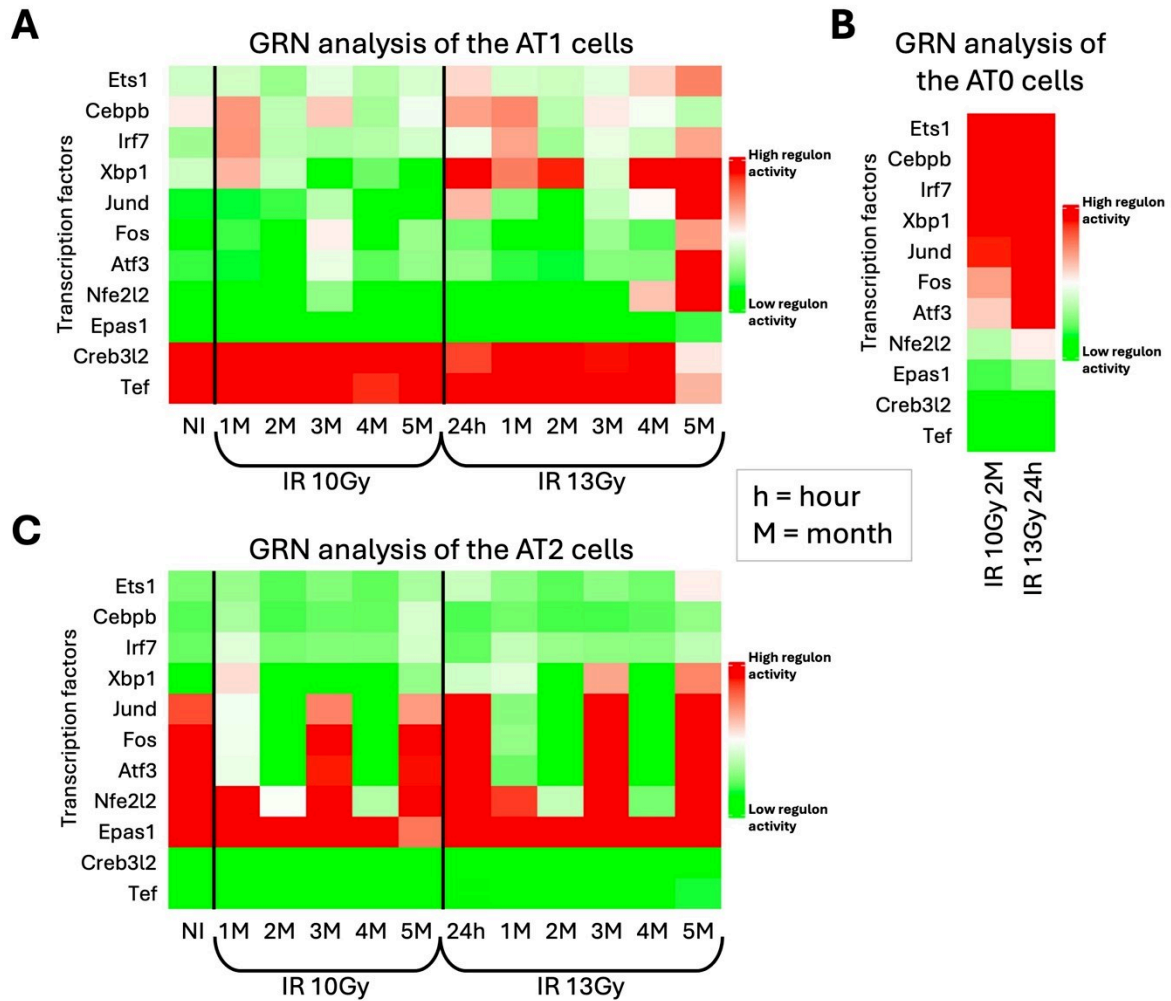 A
GRN analysis of the AT1 cells
Transcription factors
Ets1
Cebpb
Irf7
Xbp1
Jund
Fos
Atf3
Nfe2l2
Epas1
Creb3l2
Tef
High regulon
activity
Low regulon
activity
NI 1M 2M 3M 4M 5M 24h 1M 2M 3M 4M 5M
IR 10Gy IR 13Gy
B
GRN analysis of
the AT0 cells
Transcription factors
Ets1
Cebpb
Irf7
Xbp1
Jund
Fos
Atf3
Nfe2l2
Epas1
Creb3l2
Tef
High regulon
activity
Low regulon
activity
IR 10Gy 2M
IR 13Gy 24h
h = hour
M = month
C
GRN analysis of the AT2 cells
Transcription factors
Ets1
Cebpb
Irf7
Xbp1
Jund
Fos
Atf3
Nfe2l2
Epas1
Creb3l2
Tef
High regulon
activity
Low regulon
activity
NI 1M 2M 3M 4M 5M 24h 1M 2M 3M 4M 5M
IR 10Gy IR 13Gy